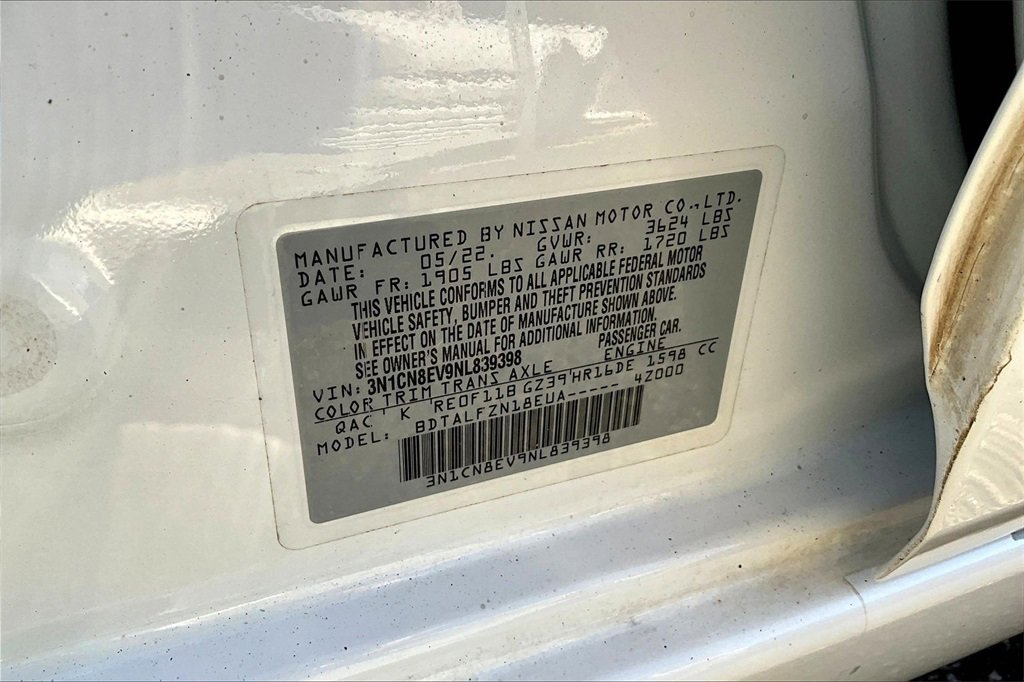 MANUFACTURED BY NISSAN MOTOR CO.,LTD.
DATE: 05/22. GVWR: 3624 LBS
GAWR FR: 1905 LBS GAWR RR: 1720 LBS
THIS VEHICLE CONFORMS TO ALL APPLICABLE FEDERAL MOTOR
VEHICLE SAFETY, BUMPER AND THEFT PREVENTION STANDARDS
IN EFFECT ON THE DATE OF MANUFACTURE SHOWN ABOVE.
SEE OWNER'S MANUAL FOR ADDITIONAL INFORMATION.
VIN: 3N1CN8EV9NL839398 PASSENGER CAR.
COLOR TRIM TRANS AXLE ENGINE
QAC K 'RE0F11B GZ39'HR16DE 1598 CC
MODEL: BDTALFZN18EUA----- 4Z000
3N1CN8EV9NL839398